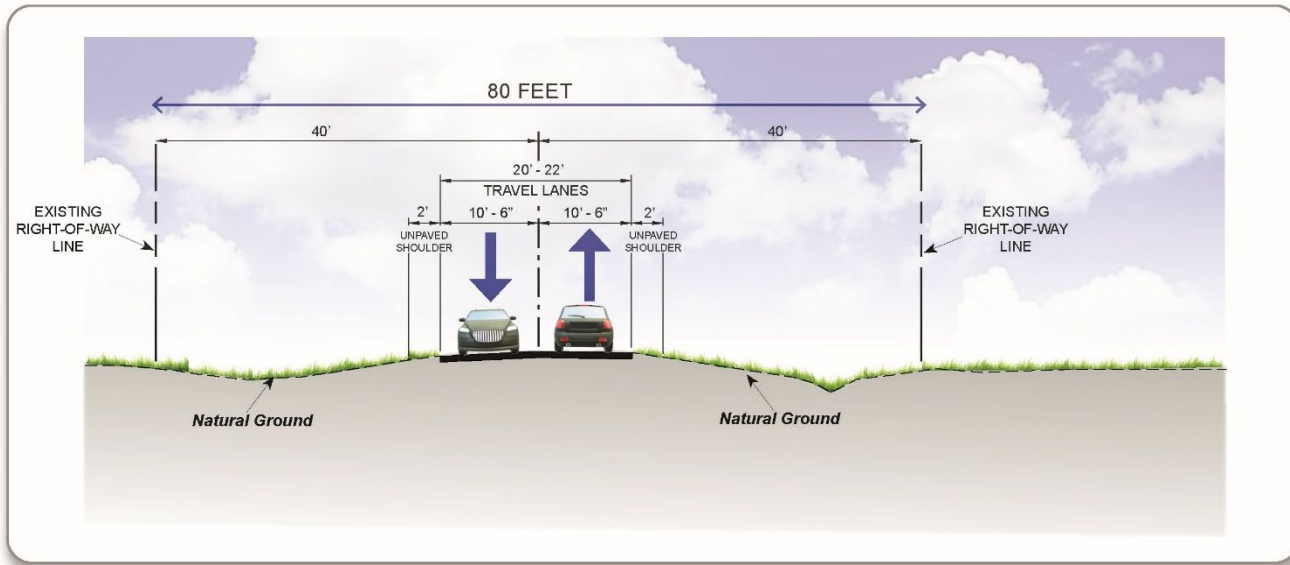 80 FEET
40'
40'
20' - 22'
TRAVEL LANES
2'
10' - 6"
10' - 6"
2'
UNPAVED
SHOULDER
UNPAVED
SHOULDER
EXISTING
RIGHT-OF-WAY
LINE
EXISTING
RIGHT-OF-WAY
LINE
Natural Ground
Natural Ground